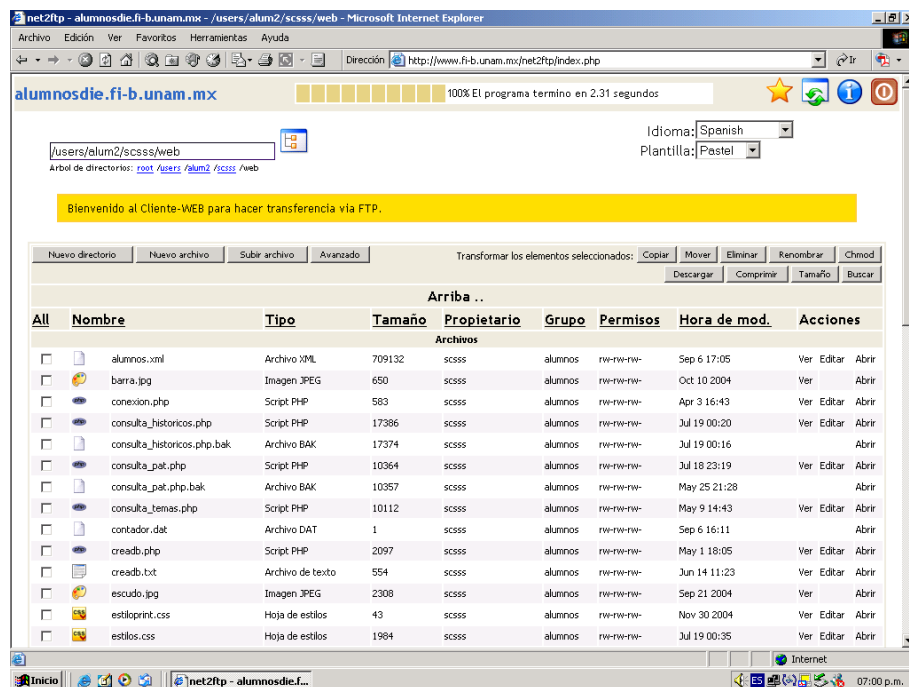 net2ftp - alumnosdie.fi-b.unam.mx - /users/alum2/scsss/web - Microsoft Internet Explorer
Archivo Edición Ver Favoritos Herramientas Ayuda
Dirección http://www.fi-b.unam.mx/net2ftp/index.php Ir
alumnosdie.fi-b.unam.mx 100% El programa termino en 2.31 segundos
Idioma: Spanish
/users/alum2/scsss/web Plantilla: Pastel
Arbol de directorios: root /users /alum2 /scsss /web
Bienvenido al Cliente-WEB para hacer transferencia via FTP.
Nuevo directorio Nuevo archivo Subir archivo Avanzado Transformar los elementos seleccionados: Copiar Mover Eliminar Renombrar Chmod
Descargar Comprimir Tamaño Buscar
Arriba ..
All Nombre Tipo Tamaño Propietario Grupo Permisos Hora de mod. Acciones
Archivos
alumnos.xml Archivo XML 709132 scsss alumnos rw-rw-rw- Sep 6 17:05 Ver Editar Abrir
barra.jpg Imagen JPEG 650 scsss alumnos rw-rw-rw- Oct 10 2004 Ver Abrir
php conexion.php Script PHP 583 scsss alumnos rw-rw-rw- Apr 3 16:43 Ver Editar Abrir
php consulta_historicos.php Script PHP 17386 scsss alumnos rw-rw-rw- Jul 19 00:20 Ver Editar Abrir
consulta_historicos.php.bak Archivo BAK 17374 scsss alumnos rw-rw-rw- Jul 19 00:16 Abrir
php consulta_pat.php Script PHP 10364 scsss alumnos rw-rw-rw- Jul 18 23:19 Ver Editar Abrir
consulta_pat.php.bak Archivo BAK 10357 scsss alumnos rw-rw-rw- May 25 21:28 Abrir
php consulta_temas.php Script PHP 10112 scsss alumnos rw-rw-rw- May 9 14:43 Ver Editar Abrir
contador.dat Archivo DAT 1 scsss alumnos rw-rw-rw- Sep 6 16:11 Abrir
php creadb.php Script PHP 2097 scsss alumnos rw-rw-rw- May 1 18:05 Ver Editar Abrir
creadb.txt Archivo de texto 554 scsss alumnos rw-rw-rw- Jun 14 11:23 Ver Editar Abrir
escudo.jpg Imagen JPEG 2308 scsss alumnos rw-rw-rw- Sep 21 2004 Ver Abrir
CSS estiloprint.css Hoja de estilos 43 scsss alumnos rw-rw-rw- Nov 30 2004 Ver Editar Abrir
CSS estilos.css Hoja de estilos 1984 scsss alumnos rw-rw-rw- Jul 19 00:35 Ver Editar Abrir
Internet
Inicio net2ftp - alumnosdie.f... ES 07:00 p.m.